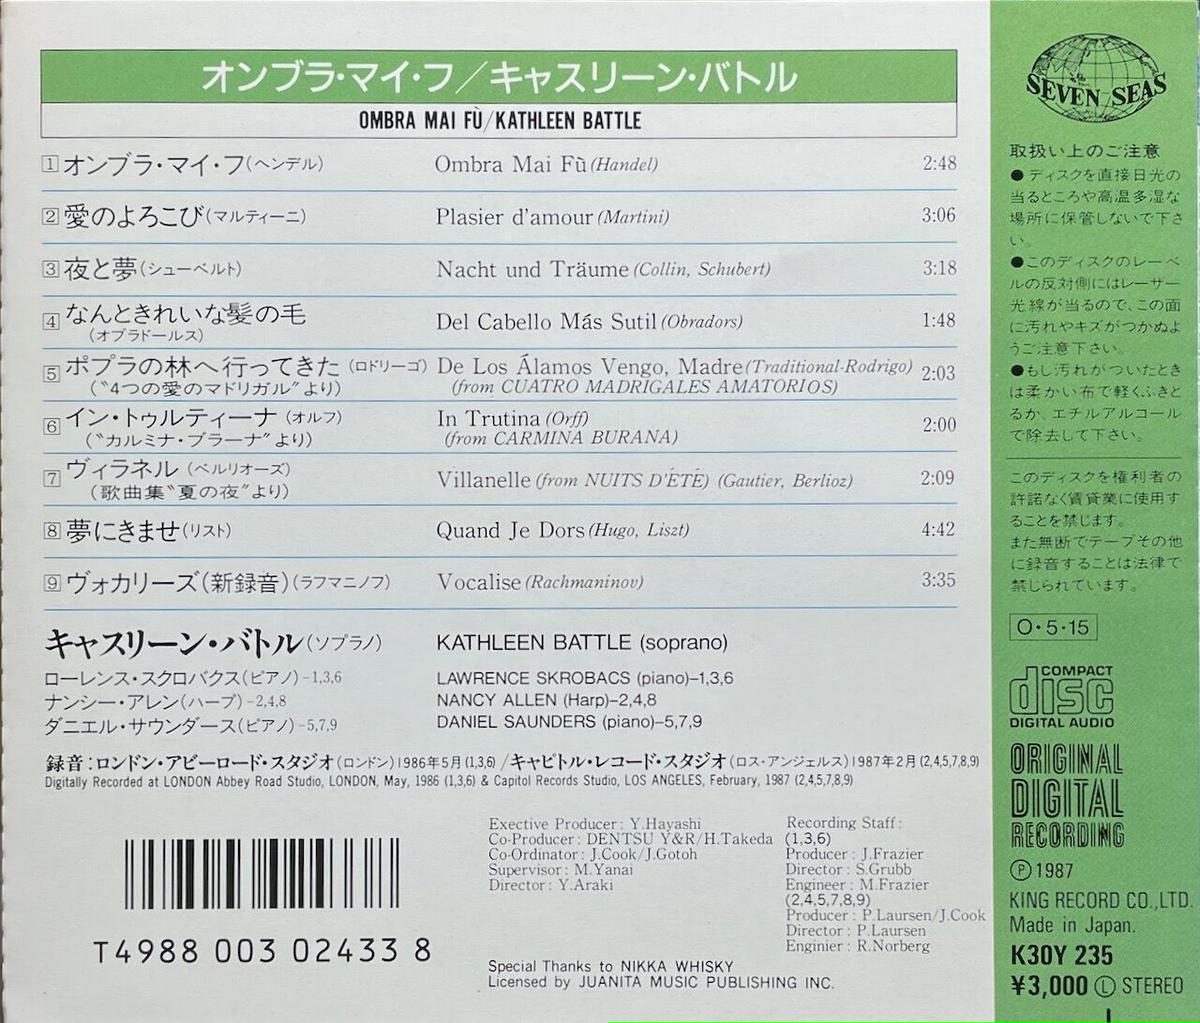 オンブラ・マイ・フ／キャスリーン・バトル
OMBRA MAI FÙ/KATHLEEN BATTLE
1 オンブラ・マイ・フ(ヘンデル) Ombra Mai Fù (Handel) 2:48
2 愛のよろこび(マルティーニ) Plasier d'amour (Martini) 3:06
3 夜と夢(シューベルト) Nacht und Träume (Collin, Schubert) 3:18
4 なんときれいな髪の毛 Del Cabello Más Sutil (Obradors) 1:48
(オブラドールス)
5 ポプラの林へ行ってきた (ロドリーゴ) De Los Álamos Vengo, Madre (Traditional-Rodrigo) 2:03
(〝4つの愛のマドリガル〟より) (from CUATRO MADRIGALES AMATORIOS)
6 イン・トゥルティーナ (オルフ) In Trutina (Orff) 2:00
(〝カルミナ・ブラーナ〟より) (from CARMINA BURANA)
7 ヴィラネル (ベルリオーズ) Villanelle (from NUITS D'ÉTÉ) (Gautier, Berlioz) 2:09
(歌曲集〝夏の夜〟より)
8 夢にきませ(リスト) Quand Je Dors (Hugo, Liszt) 4:42
9 ヴォカリーズ(新録音)(ラフマニノフ) Vocalise (Rachmaninov) 3:35
キャスリーン・バトル(ソプラノ) KATHLEEN BATTLE (soprano)
ローレンス・スクロバクス(ピアノ)–1,3,6 LAWRENCE SKROBACS (piano)–1,3,6
ナンシー・アレン(ハープ)–2,4,8 NANCY ALLEN (Harp)–2,4,8
ダニエル・サウンダース(ピアノ)–5,7,9 DANIEL SAUNDERS (piano)–5,7,9
録音：ロンドン・アビーロード・スタジオ(ロンドン)1986年5月(1,3,6)/キャピトル・レコード・スタジオ(ロス・アンジェルス)1987年2月(2,4,5,7,8,9)
Digitally Recorded at LONDON Abbey Road Studio, LONDON, May, 1986 (1,3,6) & Capitol Records Studio, LOS ANGELES, February, 1987 (2,4,5,7,8,9)
T4988 003 02433 8
Exective Producer : Y.Hayashi
Co-Producer : DENTSU Y&R/H.Takeda
Co-Ordinator : J.Cook/J.Gotoh
Supervisor : M.Yanai
Director : Y.Araki
Recording Staff :
(1,3,6)
Producer : J.Frazier
Director : S.Grubb
Engineer : M.Frazier
(2,4,5,7,8,9)
Producer : P.Laursen/J.Cook
Director : P.Laursen
Enginier : R.Norberg
Special Thanks to NIKKA WHISKY
Licensed by JUANITA MUSIC PUBLISHING INC.
SEVEN SEAS
取扱い上のご注意
●ディスクを直接日光の
当るところや高温多湿な
場所に保管しないで下さ
い。
●このディスクのレーベ
ルの反対側にはレーザー
光線が当るので、この面
に汚れやキズがつかぬよ
うご注意下さい。
●もし汚れがついたとき
は柔かい布で軽くふきと
るか、エチルアルコール
で除去して下さい。
このディスクを権利者の
許諾なく賃貸業に使用す
ることを禁じます。
また無断でテープその他
に録音することは法律で
禁じられています。
O・5・15
COMPACT
disc
DIGITAL AUDIO
ORIGINAL
DIGITAL
RECORDING
Ⓟ1987
KING RECORD CO.,LTD.
Made in Japan.
K30Y 235
¥3,000 Ⓛ STEREO